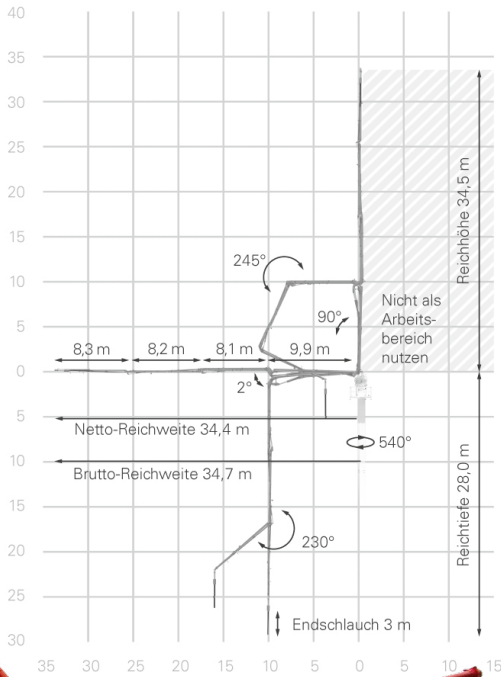 40
35
30
25
20
15
10
5
0
5
10
15
20
25
30
35 30 25 20 15 10 5 0 5 10 15
Reichhöhe 34,5 m
245°
90°
Nicht als
Arbeits-
bereich
nutzen
8,3 m 8,2 m 8,1 m 9,9 m
2°
Netto-Reichweite 34,4 m
540°
Brutto-Reichweite 34,7 m
Reichtiefe 28,0 m
230°
Endschlauch 3 m